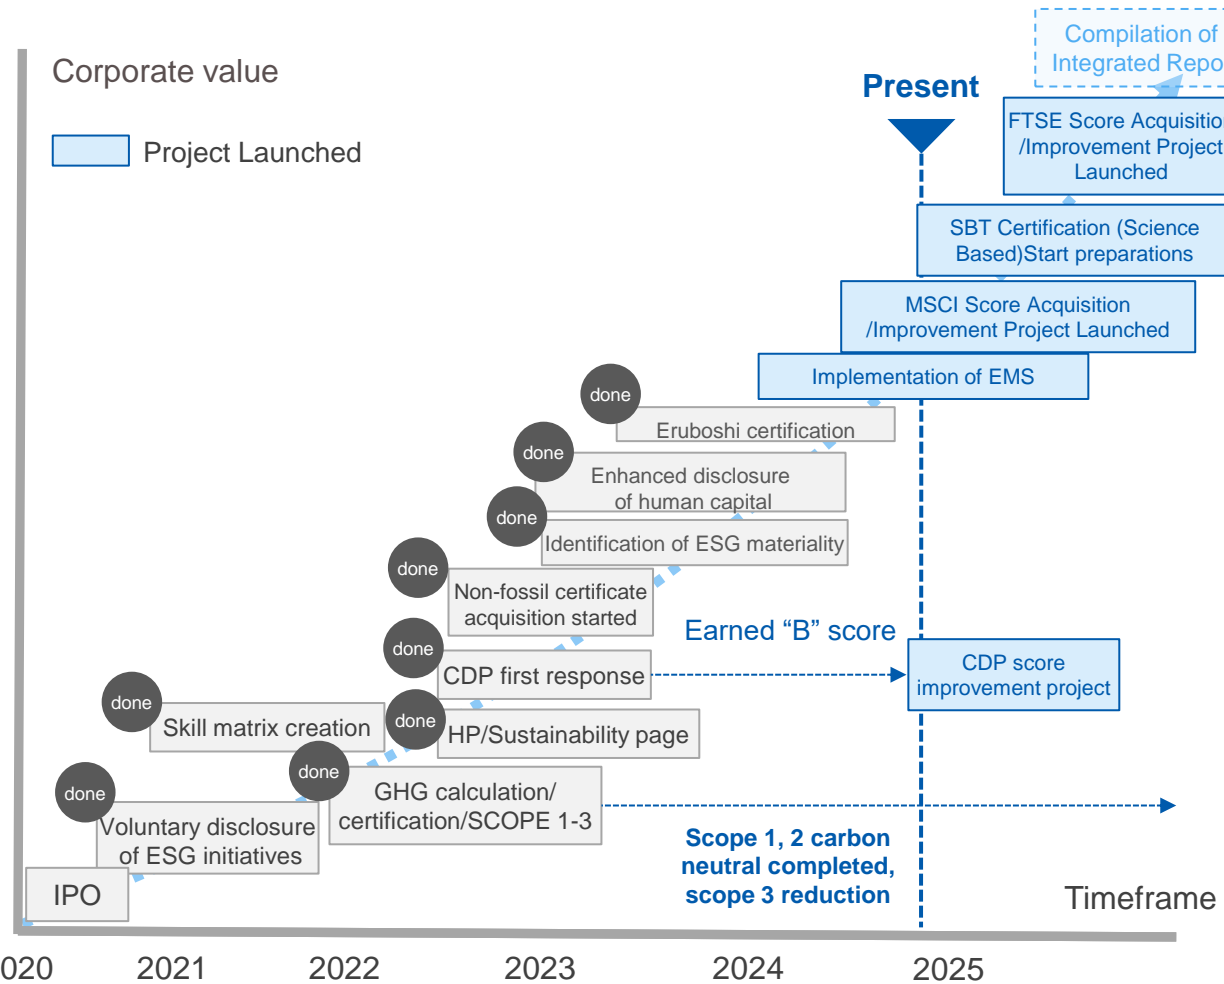 Compilation of
Integrated Repo
Corporate value
Present
Project Launched
FTSE Score Acquisition
/Improvement Project
Launched
SBT Certification (Science
Based)Start preparations
MSCI Score Acquisition
/Improvement Project Launched
Implementation of EMS
done
Eruboshi certification
done
Enhanced disclosure
of human capital
done
Identification of ESG materiality
done
Non-fossil certificate
acquisition started
Earned “B” score
done
CDP first response
CDP score
improvement project
done
Skill matrix creation
done
HP/Sustainability page
done
GHG calculation/
certification/SCOPE 1-3
done
Voluntary disclosure
of ESG initiatives
Scope 1, 2 carbon
neutral completed,
scope 3 reduction
IPO
Timeframe
020 2021 2022 2023 2024 2025